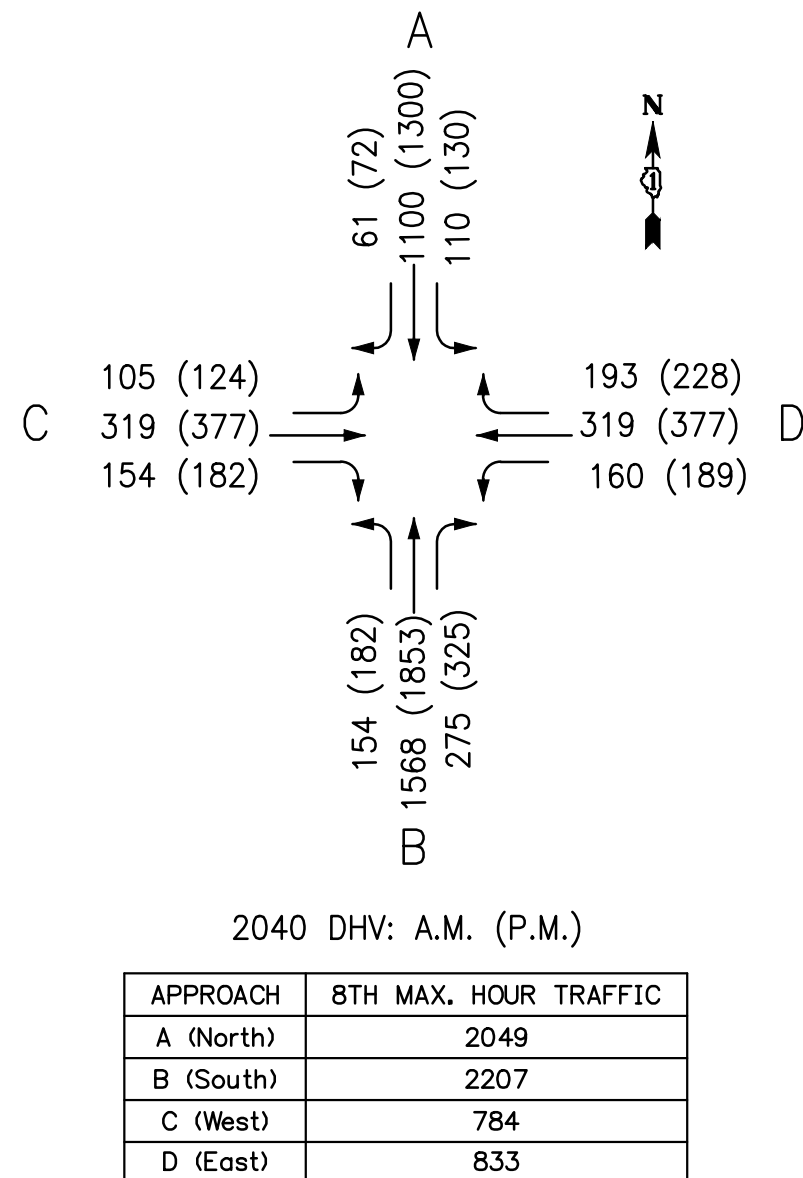 A
N
1
61 (72)
1100 (1300)
110 (130)
105 (124)
193 (228)
C
319 (377)
319 (377)
D
154 (182)
160 (189)
154 (182)
1568 (1853)
275 (325)
B
2040 DHV: A.M. (P.M.)
APPROACH 8TH MAX. HOUR TRAFFIC
A (North) 2049
B (South) 2207
C (West) 784
D (East) 833